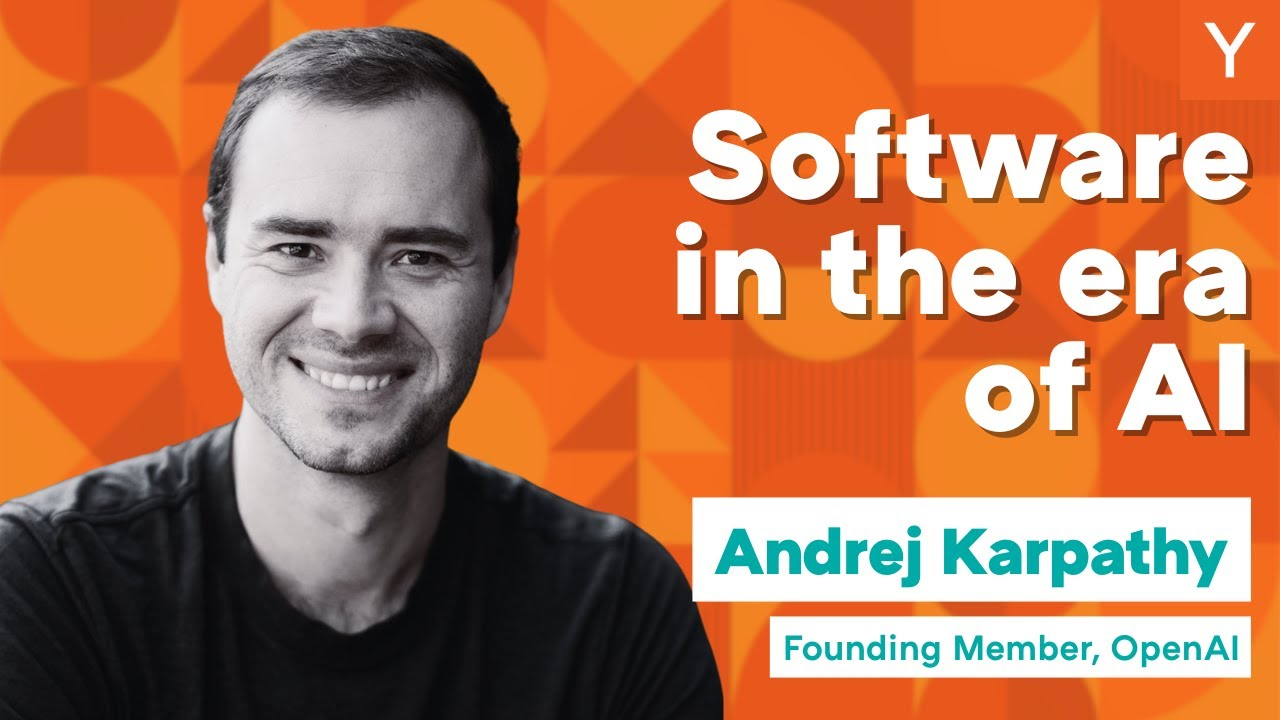 Y
Software
in the era
of AI
Andrej Karpathy
Founding Member, OpenAI